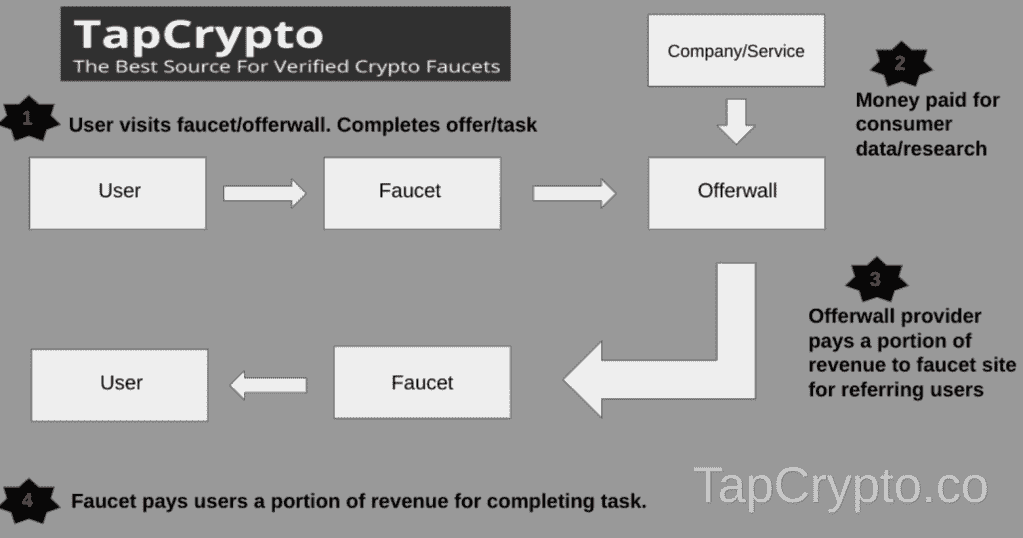 TapCrypto
The Best Source For Verified Crypto Faucets
Company/Service
2
Money paid for
consumer
data/research
1
User visits faucet/offerwall. Completes offer/task
User
Faucet
Offerwall
3
Offerwall provider
pays a portion of
revenue to faucet site
for referring users
User
Faucet
4
Faucet pays users a portion of revenue for completing task.
TapCrypto.co